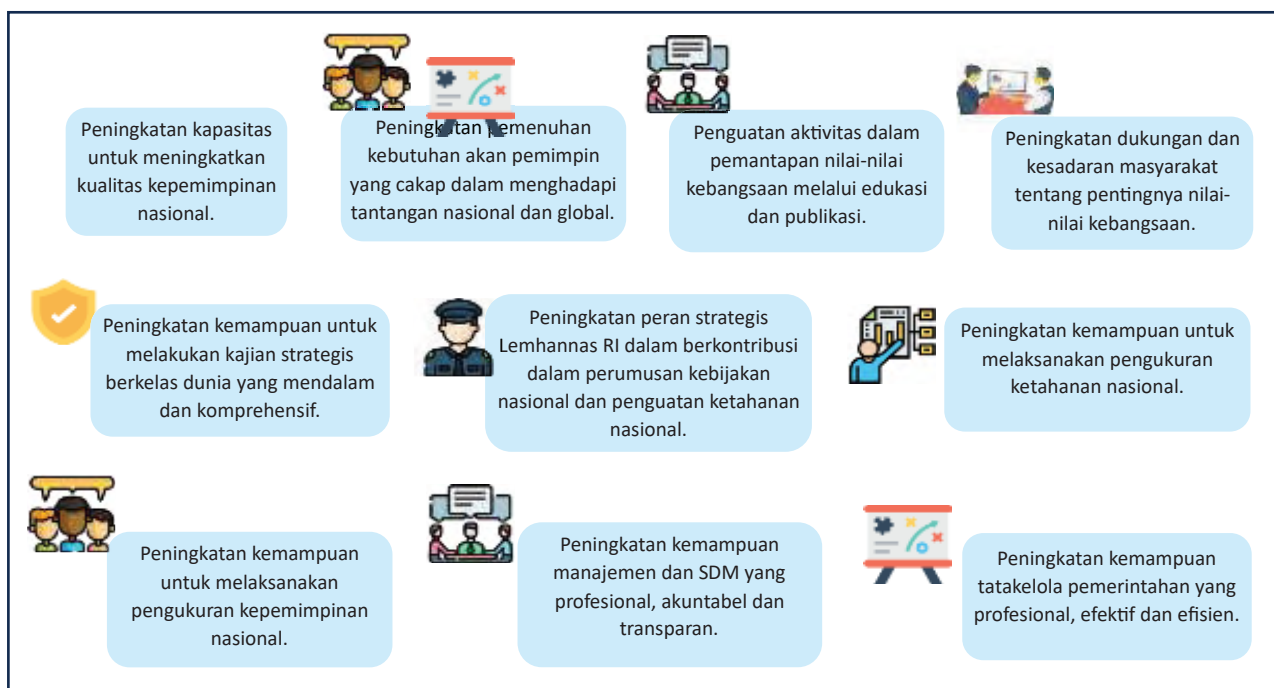 Peningkatan kapasitas
untuk meningkatkan
kualitas kepemimpinan
nasional.
Peningkatan pemenuhan
kebutuhan akan pemimpin
yang cakap dalam menghadapi
tantangan nasional dan global.
Penguatan aktivitas dalam
pemantapan nilai-nilai
kebangsaan melalui edukasi
dan publikasi.
Peningkatan dukungan dan
kesadaran masyarakat
tentang pentingnya nilai-
nilai kebangsaan.
Peningkatan kemampuan untuk
melakukan kajian strategis
berkelas dunia yang mendalam
dan komprehensif.
Peningkatan peran strategis
Lemhannas RI dalam berkontribusi
dalam perumusan kebijakan
nasional dan penguatan ketahanan
nasional.
Peningkatan kemampuan untuk
melaksanakan pengukuran
ketahanan nasional.
Peningkatan kemampuan
untuk melaksanakan
pengukuran kepemimpinan
nasional.
Peningkatan kemampuan
manajemen dan SDM yang
profesional, akuntabel dan
transparan.
Peningkatan kemampuan
tatakelola pemerintahan yang
profesional, efektif dan efisien.